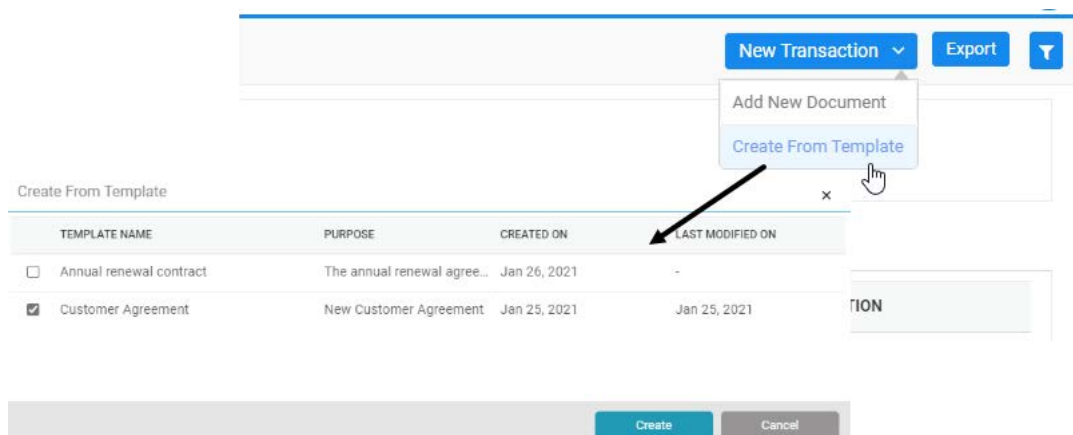 New Transaction
Export
Add New Document
Create From Template
Create From Template ×
TEMPLATE NAME PURPOSE CREATED ON LAST MODIFIED ON
Annual renewal contract The annual renewal agree... Jan 26, 2021 -
Customer Agreement New Customer Agreement Jan 25, 2021 Jan 25, 2021
TION
Create Cancel